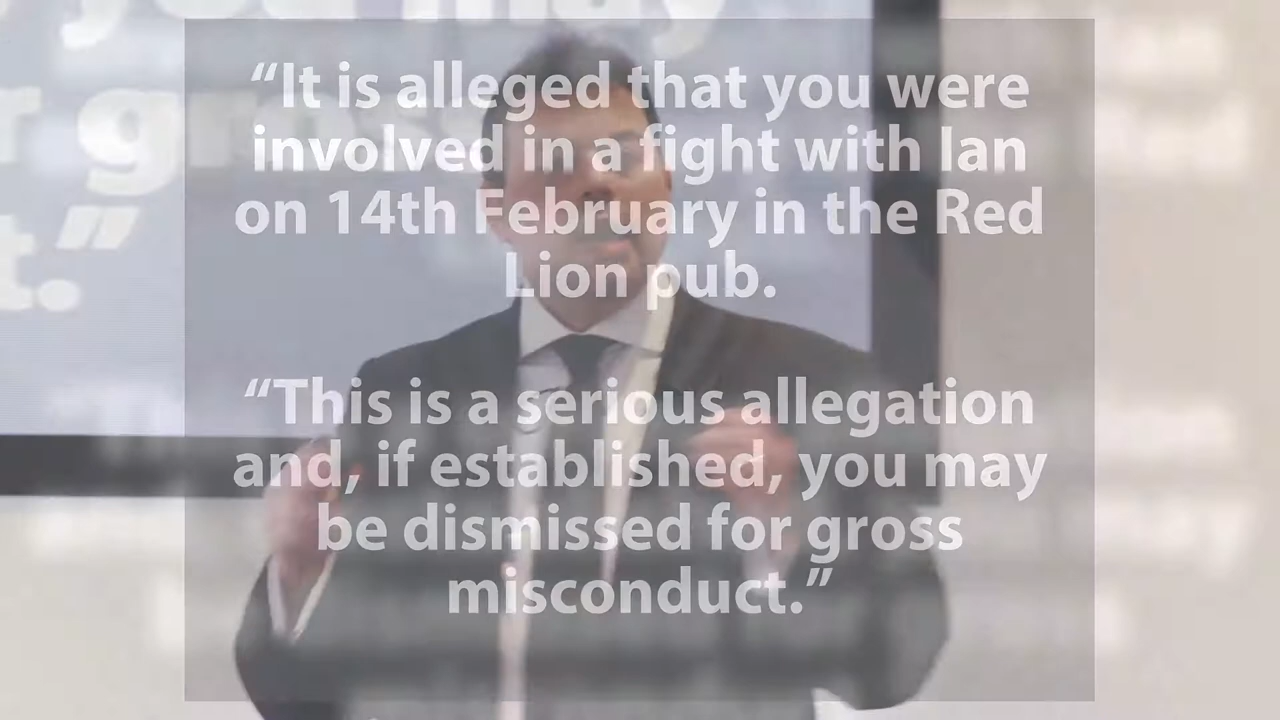 “It is alleged that you were
involved in a fight with Ian
on 14th February in the Red
Lion pub.
“This is a serious allegation
and, if established, you may
be dismissed for gross
misconduct.”